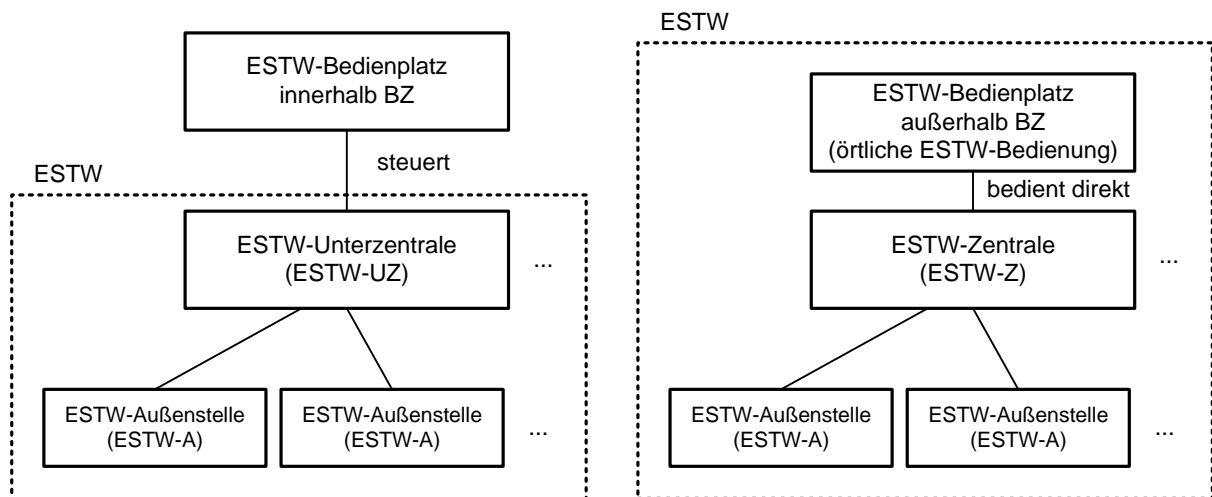 ESTW-Bedienplatz
innerhalb BZ
steuert
ESTW
ESTW-Unterzentrale
(ESTW-UZ)
...
ESTW-Außenstelle
(ESTW-A)
ESTW-Außenstelle
(ESTW-A)
...
ESTW
ESTW-Bedienplatz
außerhalb BZ
(örtliche ESTW-Bedienung)
bedient direkt
ESTW-Zentrale
(ESTW-Z)
...
ESTW-Außenstelle
(ESTW-A)
ESTW-Außenstelle
(ESTW-A)
...